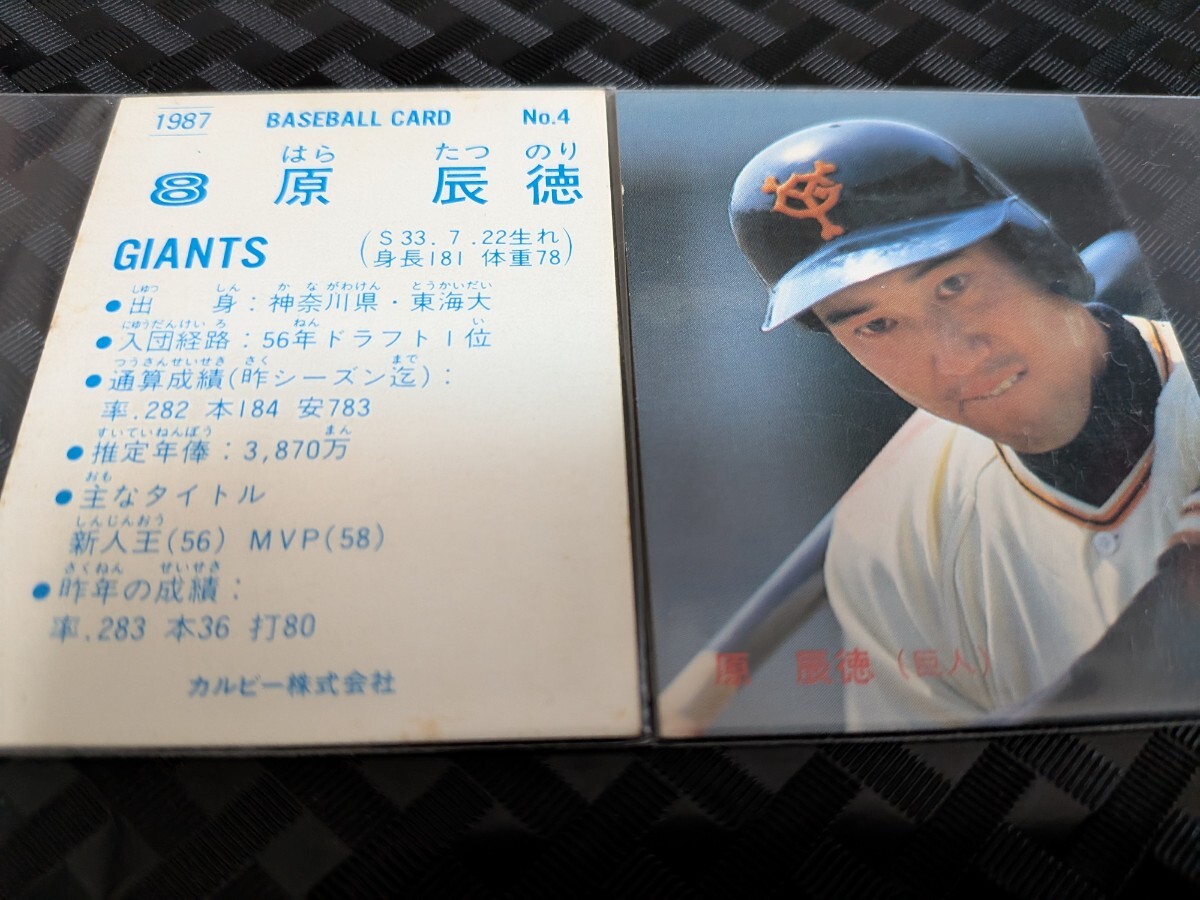 1987 BASEBALL CARD No.4
はら たつ のり
8 原 辰徳
GIANTS (S33.7.22生れ
身長181 体重78)
しゅつ しん かながわけん とうかいだい
●出 身:神奈川県・東海大
にゅうだんけいろ ねん い
●入団経路:56年ドラフト1位
つうさんせいせき さく まで
●通算成績(昨シーズン迄):
率.282 本184 安783
すいていねんぽう まん
●推定年俸:3,870万
おも
●主なタイトル
しんじんおう
新人王(56) MVP(58)
さくねん せいせき
●昨年の成績:
率.283 本36 打80
カルビー株式会社
YG
原 辰徳(巨人)